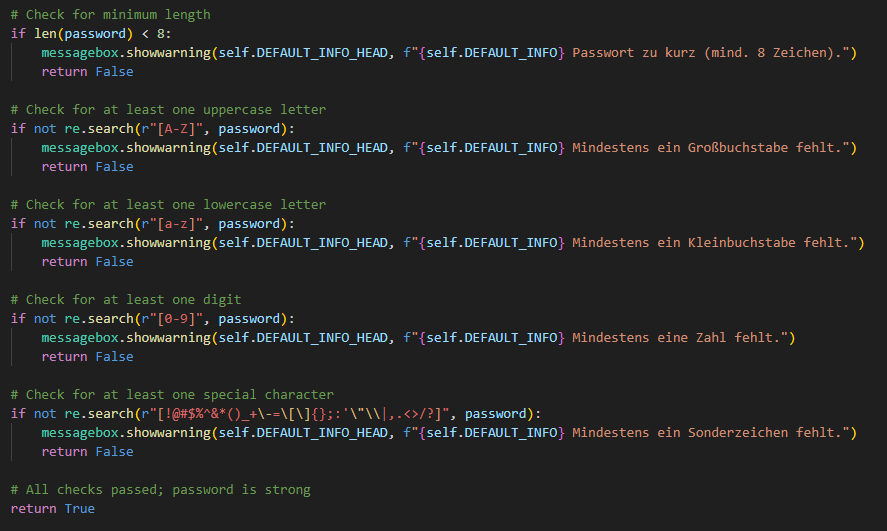 # Check for minimum length
if len(password) < 8:
    messagebox.showwarning(self.DEFAULT_INFO_HEAD, f"{self.DEFAULT_INFO} Passwort zu kurz (mind. 8 Zeichen).")
    return False

# Check for at least one uppercase letter
if not re.search(r"[A-Z]", password):
    messagebox.showwarning(self.DEFAULT_INFO_HEAD, f"{self.DEFAULT_INFO} Mindestens ein Großbuchstabe fehlt.")
    return False

# Check for at least one lowercase letter
if not re.search(r"[a-z]", password):
    messagebox.showwarning(self.DEFAULT_INFO_HEAD, f"{self.DEFAULT_INFO} Mindestens ein Kleinbuchstabe fehlt.")
    return False

# Check for at least one digit
if not re.search(r"[0-9]", password):
    messagebox.showwarning(self.DEFAULT_INFO_HEAD, f"{self.DEFAULT_INFO} Mindestens eine Zahl fehlt.")
    return False

# Check for at least one special character
if not re.search(r"[!@#$%^&*()_+\-=\[\]{};:'\"\\|,.<>/?]", password):
    messagebox.showwarning(self.DEFAULT_INFO_HEAD, f"{self.DEFAULT_INFO} Mindestens ein Sonderzeichen fehlt.")
    return False

# All checks passed; password is strong
return True